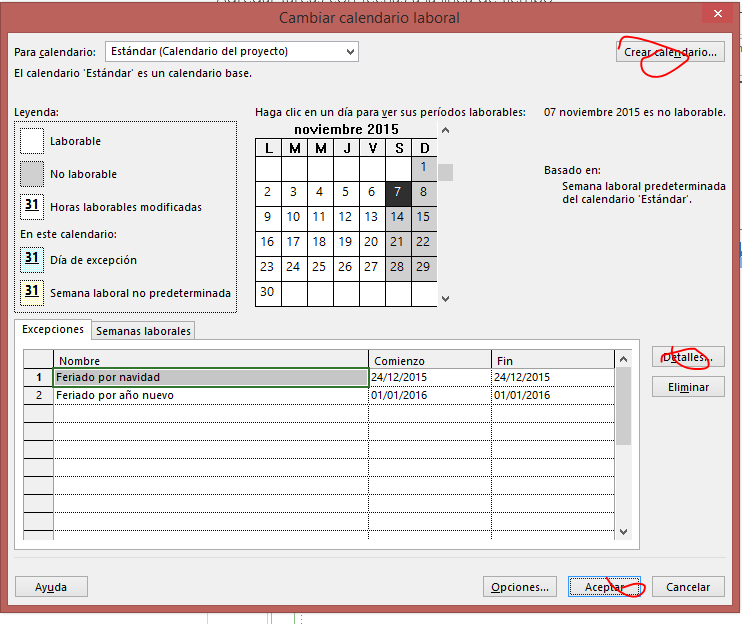 Cambiar calendario laboral
Para calendario: Estándar (Calendario del proyecto) Crear calendario...
El calendario 'Estándar' es un calendario base.
Leyenda:
Laborable
No laborable
31 Horas laborables modificadas
En este calendario:
31 Día de excepción
31 Semana laboral no predeterminada
Haga clic en un día para ver sus períodos laborables:
noviembre 2015
L M M J V S D
1
2 3 4 5 6 7 8
9 10 11 12 13 14 15
16 17 18 19 20 21 22
23 24 25 26 27 28 29
30
07 noviembre 2015 es no laborable.
Basado en:
Semana laboral predeterminada
del calendario 'Estándar'.
Excepciones Semanas laborales
Nombre Comienzo Fin
1 Feriado por navidad 24/12/2015 24/12/2015
2 Feriado por año nuevo 01/01/2016 01/01/2016
Detalles...
Eliminar
Ayuda Opciones... Aceptar Cancelar